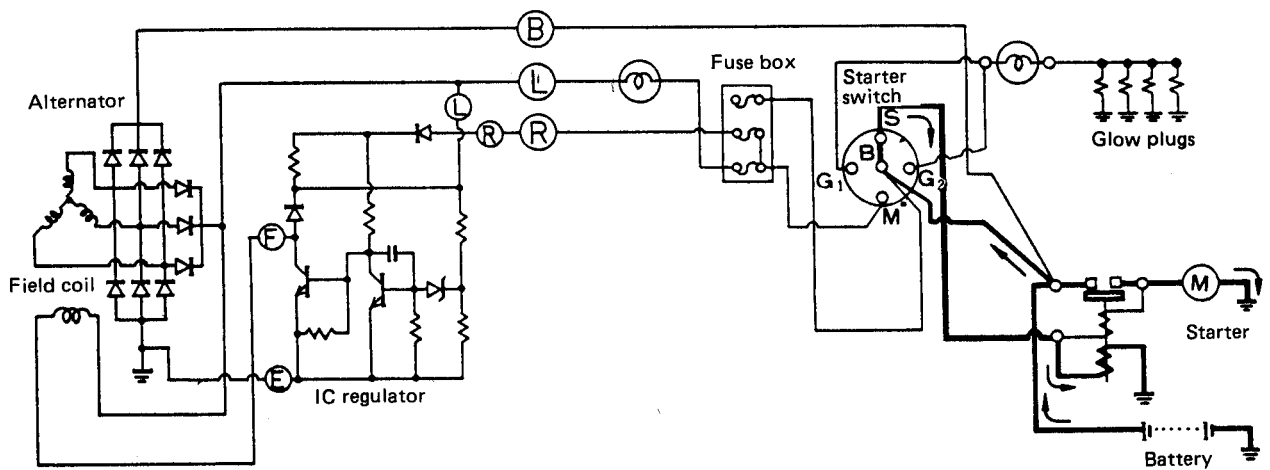 B
Fuse box
L
Starter
switch
Alternator
L
S
R
R
Glow plugs
B
G₁
G₂
M
F
Field coil
M
Starter
E
IC regulator
Battery